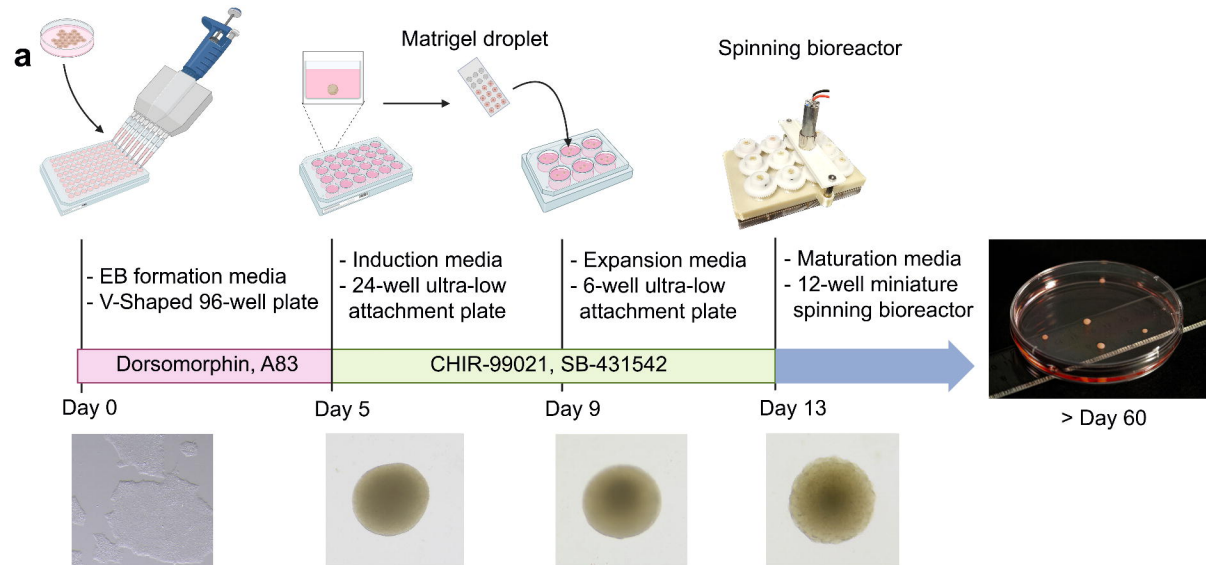 a
Matrigel droplet
Spinning bioreactor
- EB formation media
- V-Shaped 96-well plate
- Induction media
- 24-well ultra-low
attachment plate
- Expansion media
- 6-well ultra-low
attachment plate
- Maturation media
- 12-well miniature
spinning bioreactor
Dorsomorphin, A83
CHIR-99021, SB-431542
Day 0
Day 5
Day 9
Day 13
> Day 60